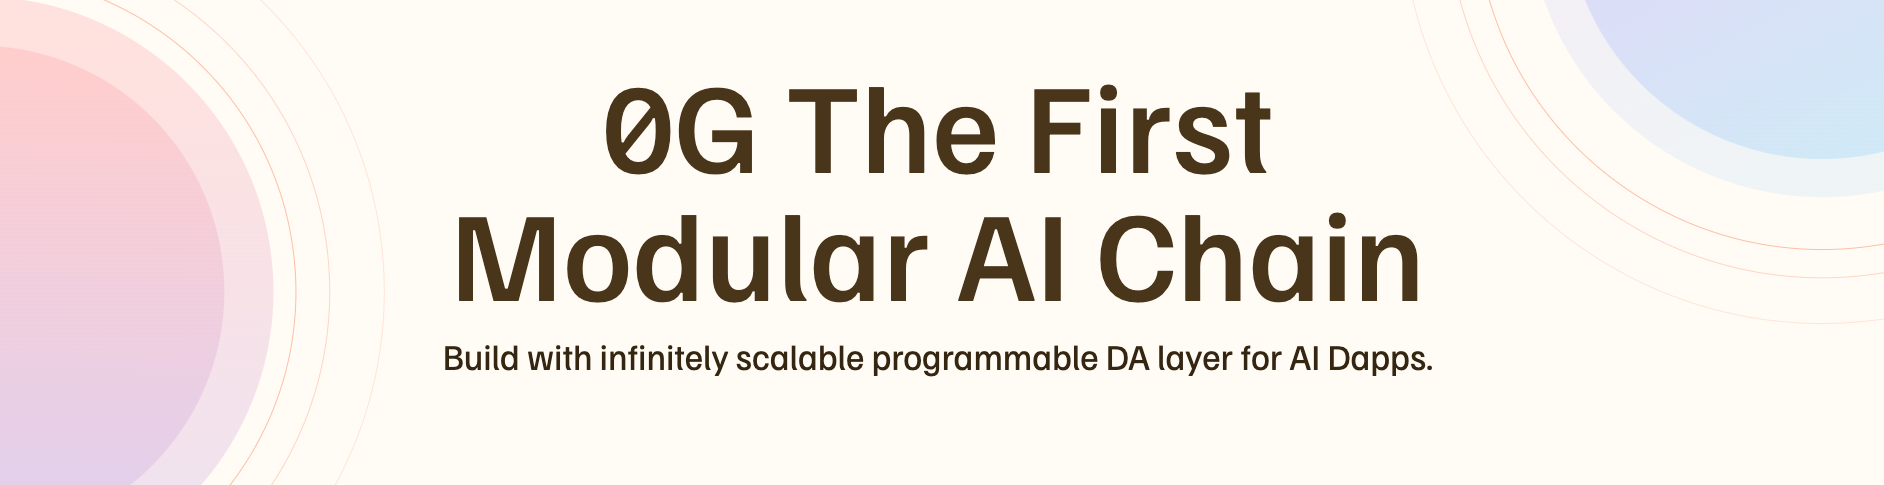 0G The First
Modular AI Chain
Build with infinitely scalable programmable DA layer for AI Dapps.